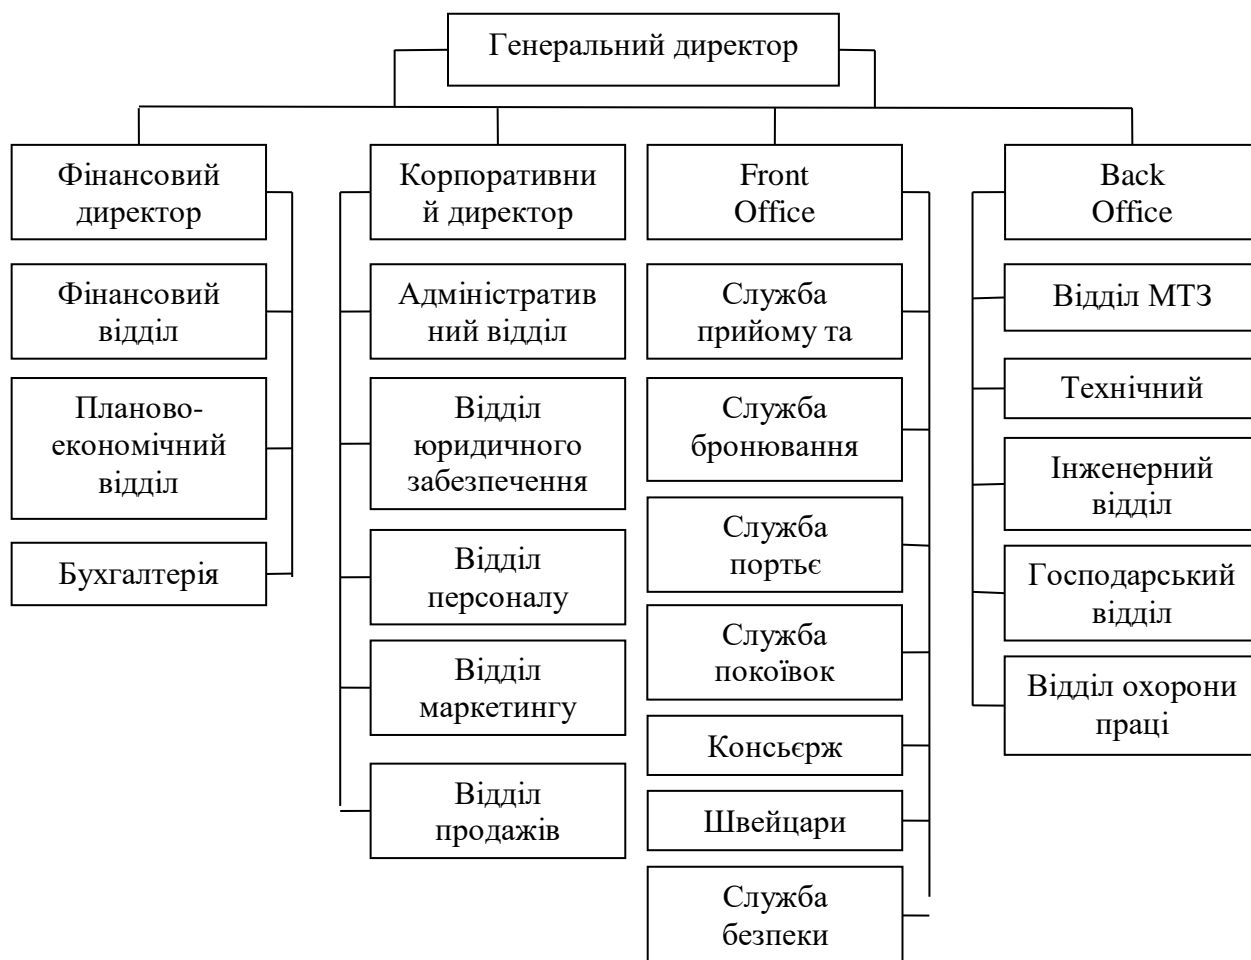 Генеральний директор
Фінансовий
директор
Фінансовий
відділ
Планово-
економічний
відділ
Бухгалтерія
Корпоративни
й директор
Адміністратив
ний відділ
Відділ
юридичного
забезпечення
Відділ
персоналу
Відділ
маркетингу
Відділ
продажів
Front
Office
Служба
прийому та
Служба
бронювання
Служба
портьє
Служба
покоївок
Консьєрж
Швейцари
Служба
безпеки
Back
Office
Відділ МТЗ
Технічний
Інженерний
відділ
Господарський
відділ
Відділ охорони
праці